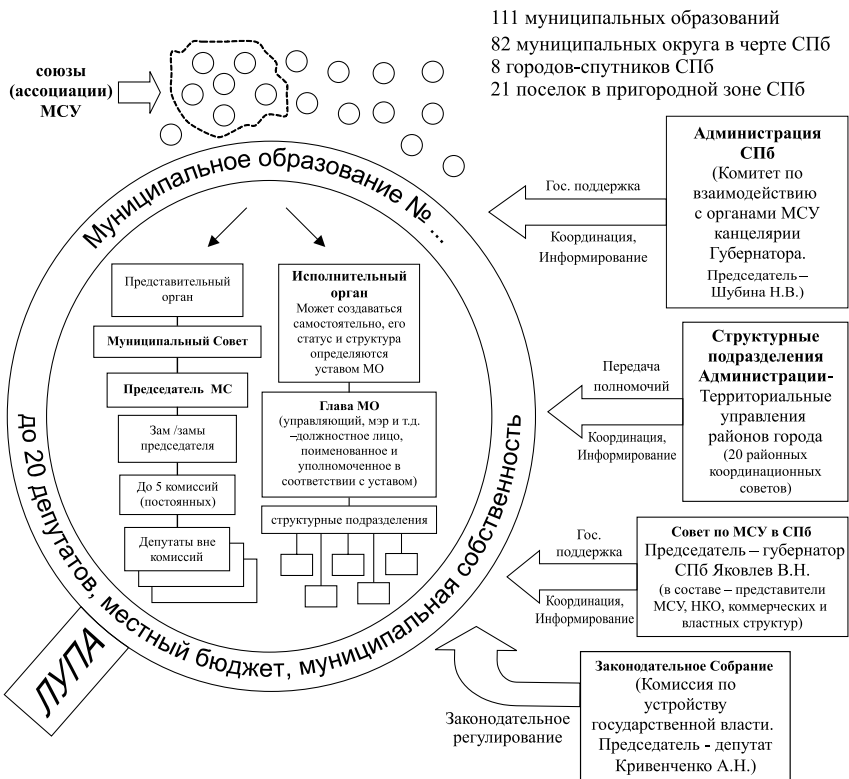 111 муниципальных образований
82 муниципальных округа в черте СПб
8 городов-спутников СПб
21 поселок в пригородной зоне СПб
союзы
(ассоциации)
МСУ
Муниципальное образование № ...
до 20 депутатов, местный бюджет, муниципальная собственность
ЛУПА
Представительный
орган
Муниципальный Совет
Председатель МС
Зам /замы
председателя
До 5 комиссий
(постоянных)
Депутаты вне
комиссий
Исполнительный
орган
Может создаваться
самостоятельно, его
статус и структура
определяются
уставом МО
Глава МО
(управляющий, мэр и т.д.
–должностное лицо,
поименованное и
уполномоченное в
соответствии с уставом)
структурные подразделения
Гос. поддержка
Координация,
Информирование
Администрация
СПб
(Комитет по
взаимодействию
с органами МСУ
канцелярии
Губернатора.
Председатель –
Шубина Н.В.)
Передача
полномочий
Координация,
Информирование
Структурные
подразделения
Администрации-
Территориальные
управления
районов города
(20 районных
координационных
советов)
Гос.
поддержка
Координация,
Информирование
Совет по МСУ в СПб
Председатель – губернатор
СПб Яковлев В.Н.
(в составе – представители
МСУ, НКО, коммерческих и
властных структур)
Законодательное
регулирование
Законодательное Собрание
(Комиссия по
устройству
государственной власти.
Председатель - депутат
Кривенченко А.Н.)